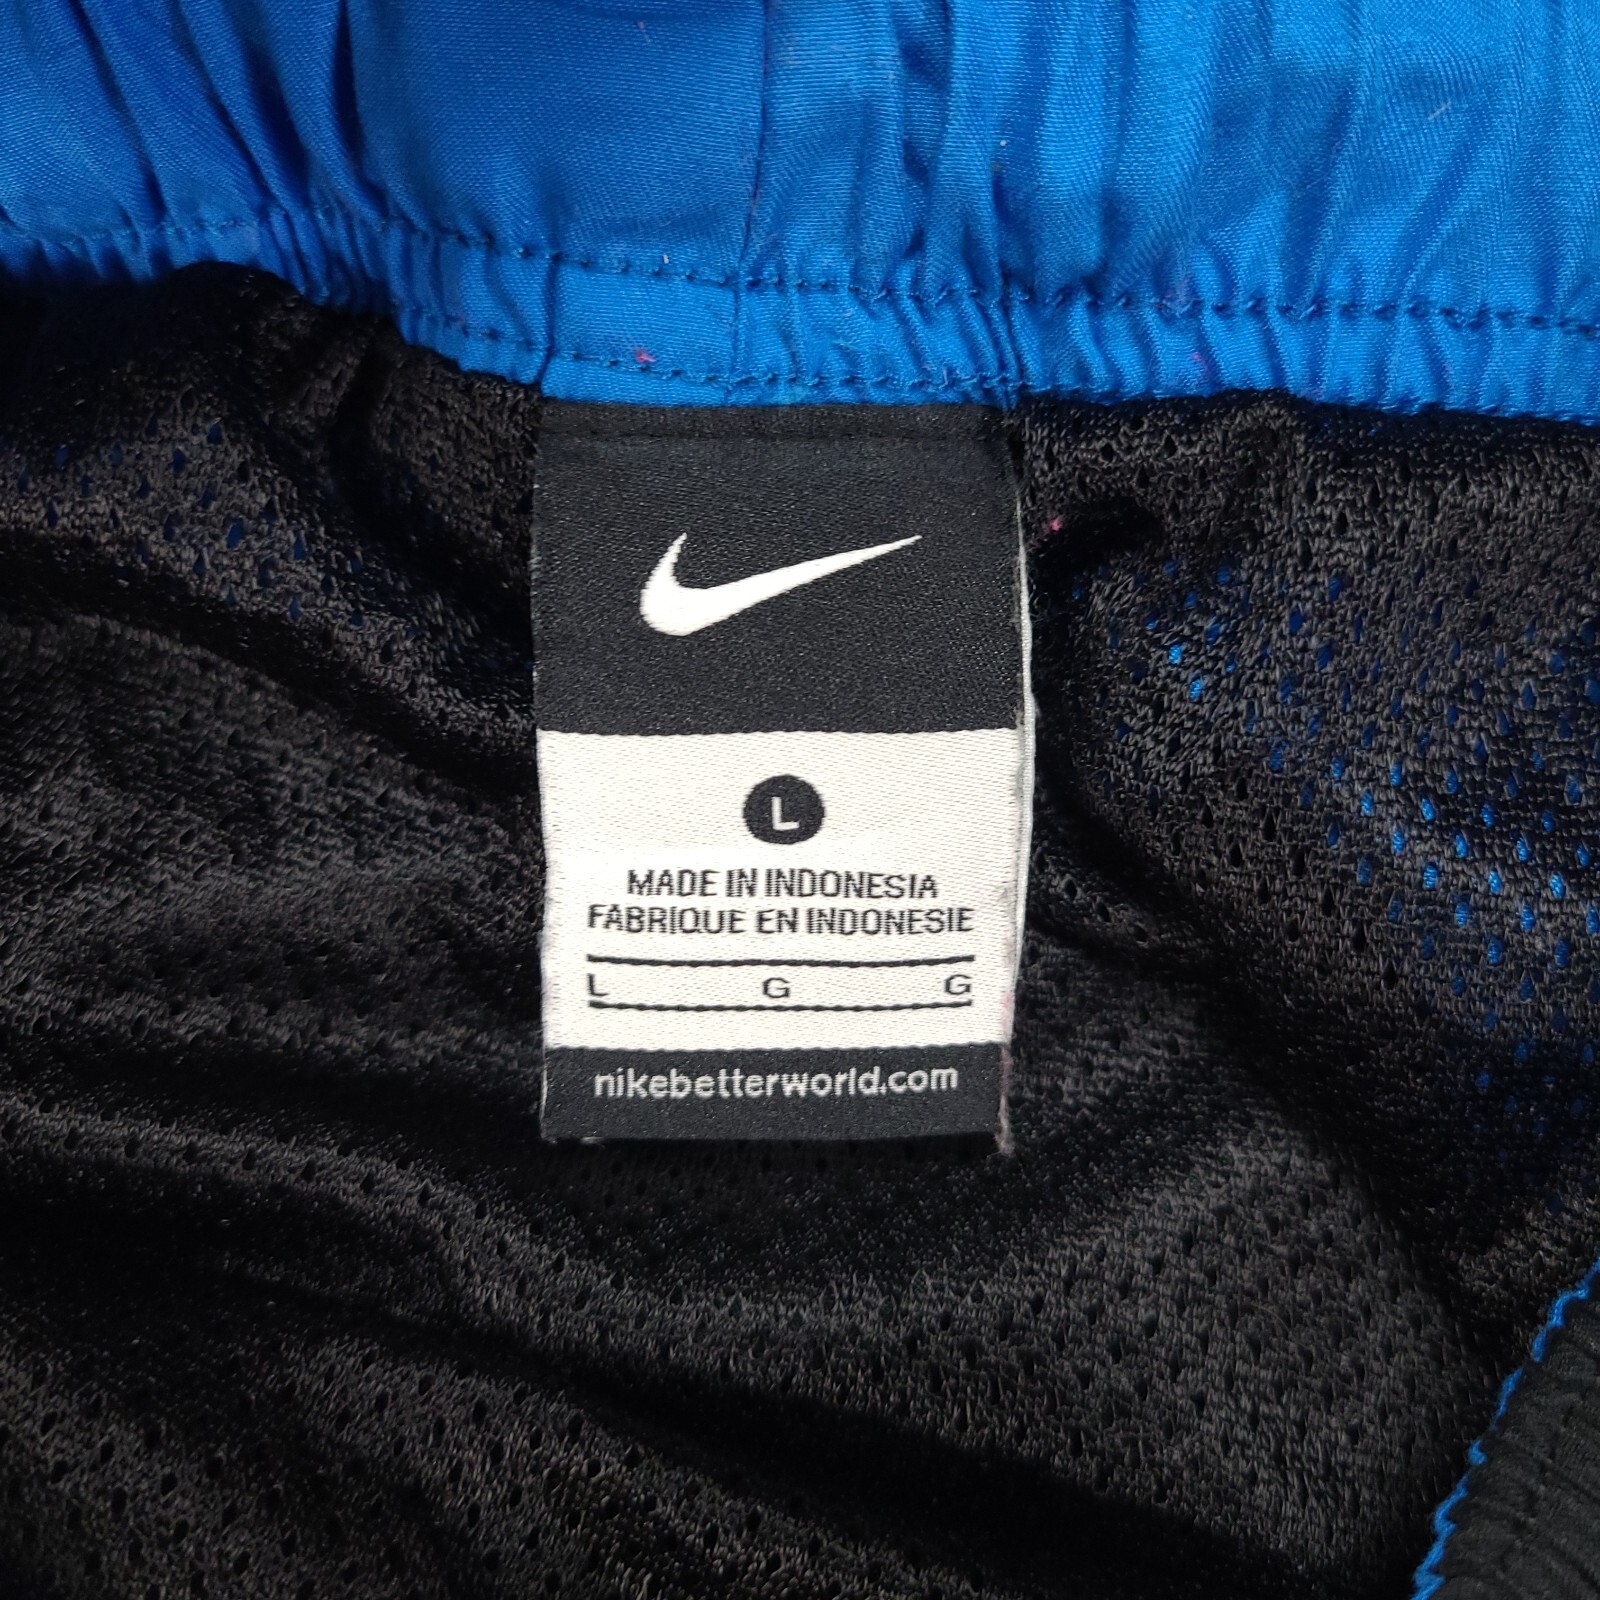 L
MADE IN INDONESIA
FABRIQUE EN INDONESIE
L G G
nikebetterworld.com